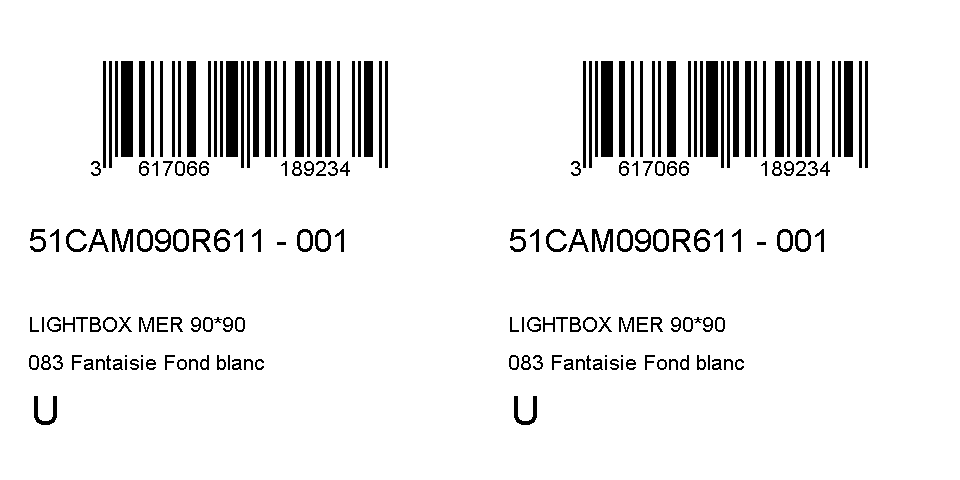 3 617066 189234
51CAM090R611 - 001
LIGHTBOX MER 90*90
083 Fantaisie Fond blanc
U
3 617066 189234
51CAM090R611 - 001
LIGHTBOX MER 90*90
083 Fantaisie Fond blanc
U